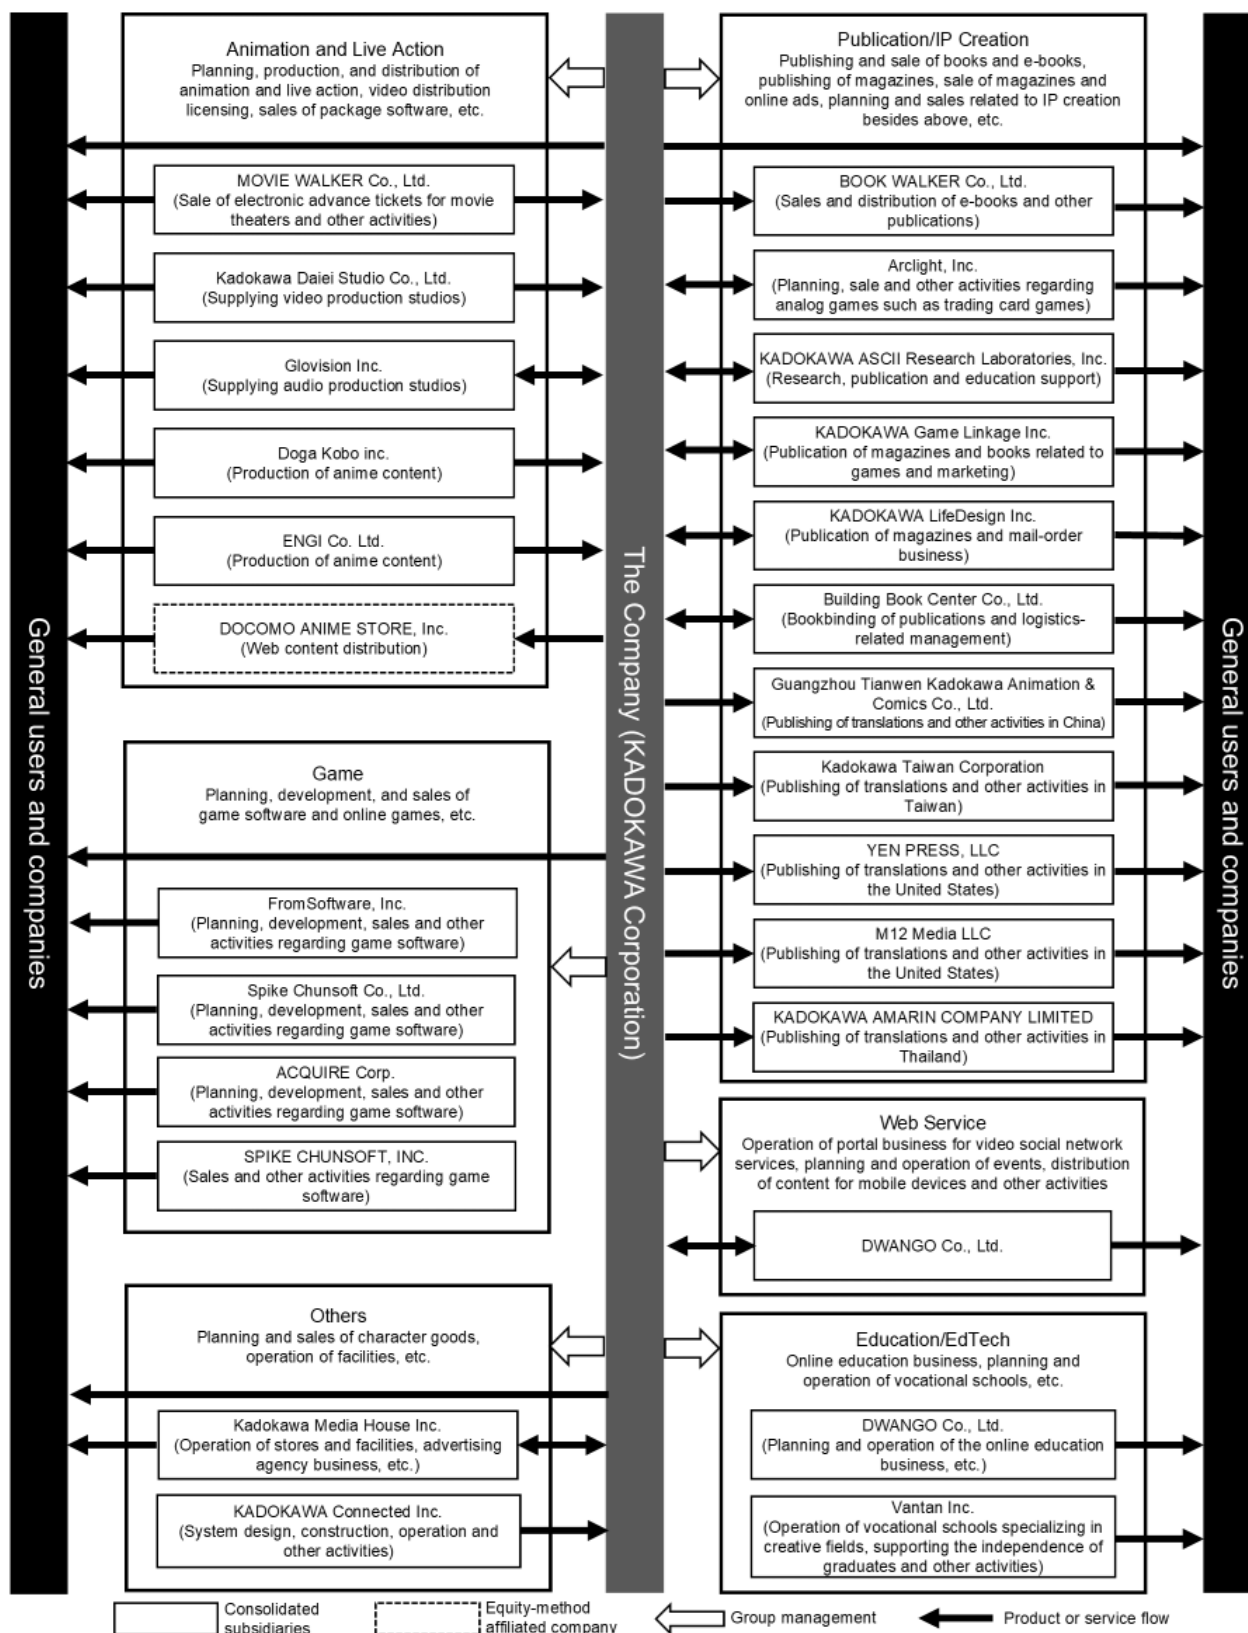 Animation and Live Action
Planning, production, and distribution of
animation and live action, video distribution
licensing, sales of package software, etc.
MOVIE WALKER Co., Ltd.
(Sale of electronic advance tickets for movie
theaters and other activities)
Kadokawa Daiei Studio Co., Ltd.
(Supplying video production studios)
Glovision Inc.
(Supplying audio production studios)
Doga Kobo inc.
(Production of anime content)
ENGI Co. Ltd.
(Production of anime content)
DOCOMO ANIME STORE, Inc.
(Web content distribution)
Game
Planning, development, and sales of
game software and online games, etc.
FromSoftware, Inc.
(Planning, development, sales and other
activities regarding game software)
Spike Chunsoft Co., Ltd.
(Planning, development, sales and other
activities regarding game software)
ACQUIRE Corp.
(Planning, development, sales and other
activities regarding game software)
SPIKE CHUNSOFT, INC.
(Sales and other activities regarding game
software)
Others
Planning and sales of character goods,
operation of facilities, etc.
Kadokawa Media House Inc.
(Operation of stores and facilities, advertising
agency business, etc.)
KADOKAWA Connected Inc.
(System design, construction, operation and
other activities)
General users and companies
The Company (KADOKAWA Corporation)
Publication/IP Creation
Publishing and sale of books and e-books,
publishing of magazines, sale of magazines and
online ads, planning and sales related to IP creation
besides above, etc.
BOOK WALKER Co., Ltd.
(Sales and distribution of e-books and other
publications)
Arclight, Inc.
(Planning, sale and other activities regarding
analog games such as trading card games)
KADOKAWA ASCII Research Laboratories, Inc.
(Research, publication and education support)
KADOKAWA Game Linkage Inc.
(Publication of magazines and books related to
games and marketing)
KADOKAWA LifeDesign Inc.
(Publication of magazines and mail-order
business)
Building Book Center Co., Ltd.
(Bookbinding of publications and logistics-
related management)
Guangzhou Tianwen Kadokawa Animation &
Comics Co., Ltd.
(Publishing of translations and other activities in China)
Kadokawa Taiwan Corporation
(Publishing of translations and other activities in
Taiwan)
YEN PRESS, LLC
(Publishing of translations and other activities in
the United States)
M12 Media LLC
(Publishing of translations and other activities in
the United States)
KADOKAWA AMARIN COMPANY LIMITED
(Publishing of translations and other activities in
Thailand)
Web Service
Operation of portal business for video social network
services, planning and operation of events, distribution
of content for mobile devices and other activities
DWANGO Co., Ltd.
Education/EdTech
Online education business, planning and
operation of vocational schools, etc.
DWANGO Co., Ltd.
(Planning and operation of the online education
business, etc.)
Vantan Inc.
(Operation of vocational schools specializing in
creative fields, supporting the independence of
graduates and other activities)
General users and companies
Consolidated
subsidiaries
Equity-method
affiliated company
Group management
Product or service flow